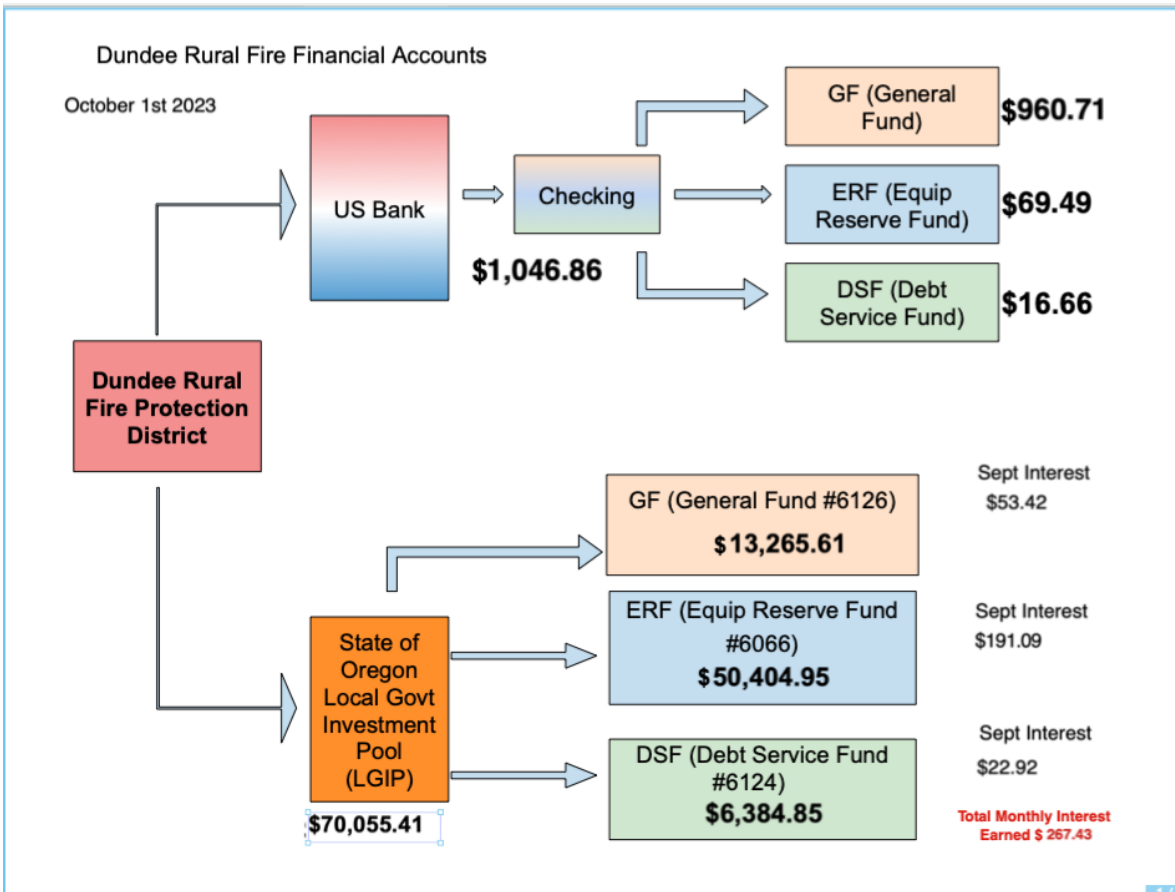 Dundee Rural Fire Financial Accounts
October 1st 2023
US Bank
Checking
$1,046.86
GF (General
Fund)
$960.71
ERF (Equip
Reserve Fund)
$69.49
DSF (Debt
Service Fund)
$16.66
Dundee Rural
Fire Protection
District
State of
Oregon
Local Govt
Investment
Pool
(LGIP)
$70,055.41
GF (General Fund #6126)
$13,265.61
Sept Interest
$53.42
ERF (Equip Reserve Fund
#6066)
$50,404.95
Sept Interest
$191.09
DSF (Debt Service Fund
#6124)
$6,384.85
Sept Interest
$22.92
Total Monthly Interest
Earned $ 267.43